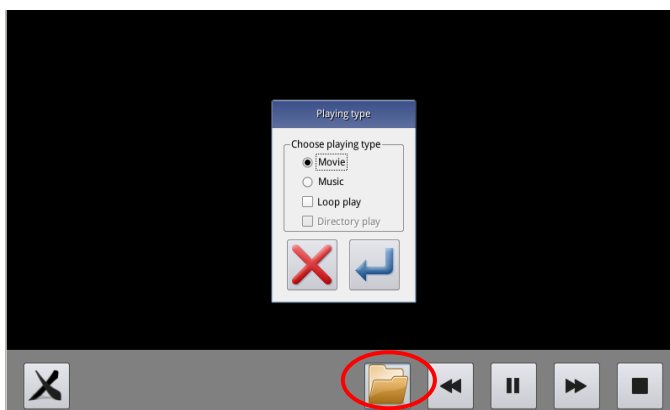 Playing type
Choose playing type
Movie
Music
Loop play
Directory play